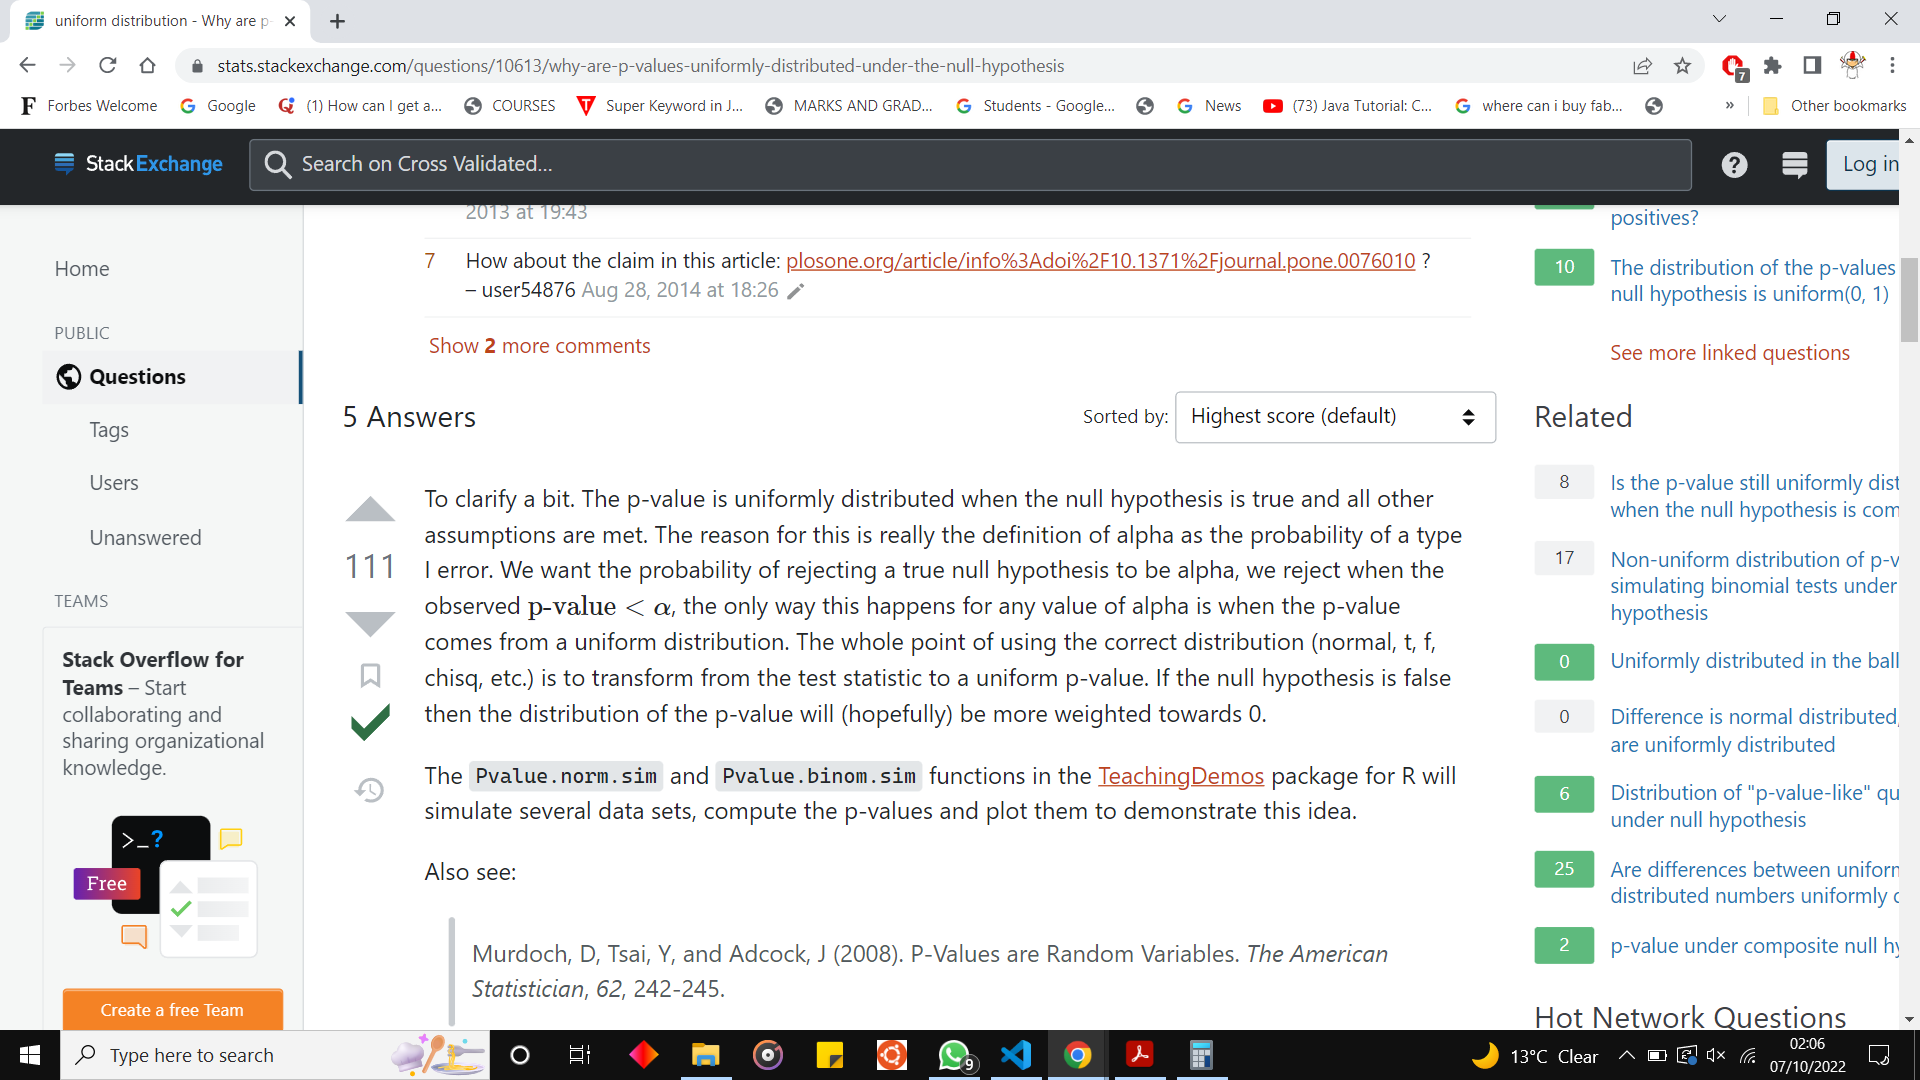 uniform distribution - Why are p-
stats.stackexchange.com/questions/10613/why-are-p-values-uniformly-distributed-under-the-null-hypothesis
7
Forbes Welcome
Google
(1) How can I get a...
COURSES
Super Keyword in J...
MARKS AND GRAD...
Students - Google...
News
(73) Java Tutorial: C...
where can i buy fab...
»
Other bookmarks
StackExchange
Search on Cross Validated...
Log in
Home
PUBLIC
Questions
Tags
Users
Unanswered
TEAMS
Stack Overflow for
Teams – Start
collaborating and
sharing organizational
knowledge.
>_?
Free
Create a free Team
2013 at 19:43
7 How about the claim in this article: plosone.org/article/info%3Adoi%2F10.1371%2Fjournal.pone.0076010 ?
– user54876 Aug 28, 2014 at 18:26
Show 2 more comments
5 Answers
Sorted by: Highest score (default)
111
To clarify a bit. The p-value is uniformly distributed when the null hypothesis is true and all other
assumptions are met. The reason for this is really the definition of alpha as the probability of a type
I error. We want the probability of rejecting a true null hypothesis to be alpha, we reject when the
observed p-value < α, the only way this happens for any value of alpha is when the p-value
comes from a uniform distribution. The whole point of using the correct distribution (normal, t, f,
chisq, etc.) is to transform from the test statistic to a uniform p-value. If the null hypothesis is false
then the distribution of the p-value will (hopefully) be more weighted towards 0.
The Pvalue.norm.sim and Pvalue.binom.sim functions in the TeachingDemos package for R will
simulate several data sets, compute the p-values and plot them to demonstrate this idea.
Also see:
Murdoch, D, Tsai, Y, and Adcock, J (2008). P-Values are Random Variables. The American
Statistician, 62, 242-245.
positives?
10 The distribution of the p-values
null hypothesis is uniform(0, 1)
See more linked questions
Related
8 Is the p-value still uniformly dist
when the null hypothesis is com
17 Non-uniform distribution of p-v
simulating binomial tests under
hypothesis
0 Uniformly distributed in the ball
0 Difference is normal distributed,
are uniformly distributed
6 Distribution of "p-value-like" qu
under null hypothesis
25 Are differences between uniform
distributed numbers uniformly d
2 p-value under composite null hy
Hot Network Questions
Type here to search
9
13°C Clear
02:06
07/10/2022